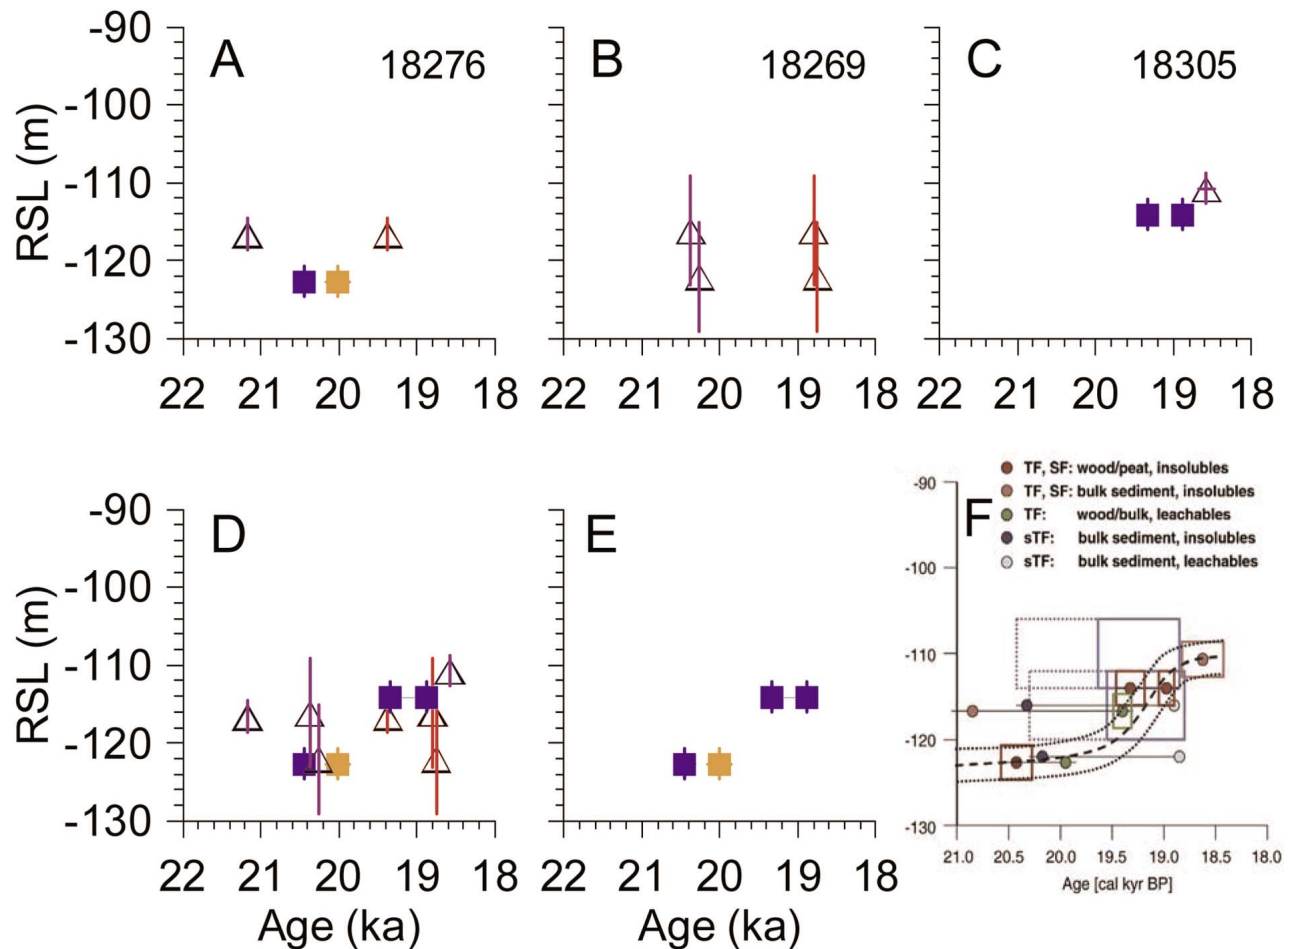 -90
-100
-110
-120
-130
RSL (m)
A 18276
B 18269
C 18305
22 21 20 19 18
22 21 20 19 18
22 21 20 19 18
-90
-100
-110
-120
-130
RSL (m)
D
E
22 21 20 19 18
22 21 20 19 18
Age (ka)
Age (ka)
TF, SF: wood/peat, insolubles
TF, SF: bulk sediment, insolubles
TF: wood/bulk, leachables
sTF: bulk sediment, insolubles
sTF: bulk sediment, leachables
F
-90
-100
-110
-120
-130
21.0 20.5 20.0 19.5 19.0 18.5 18.0
Age [cal kyr BP]